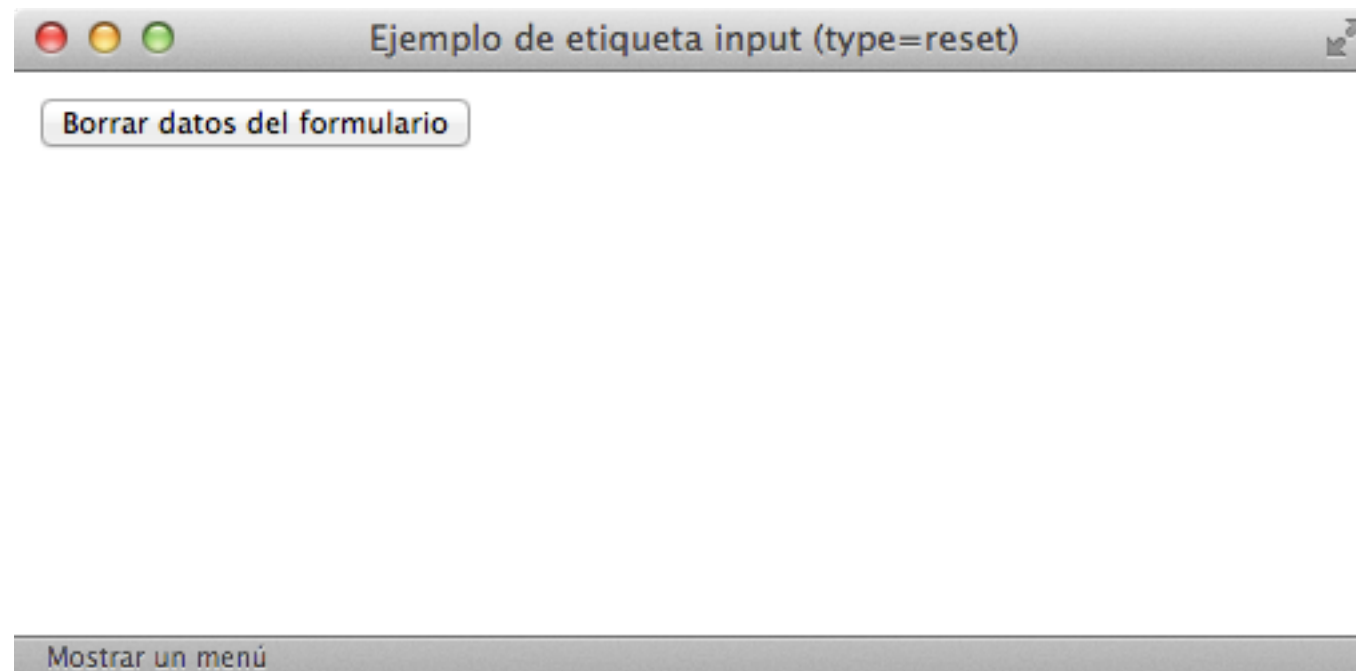 Ejemplo de etiqueta input (type=reset)
Borrar datos del formulario
Mostrar un menú